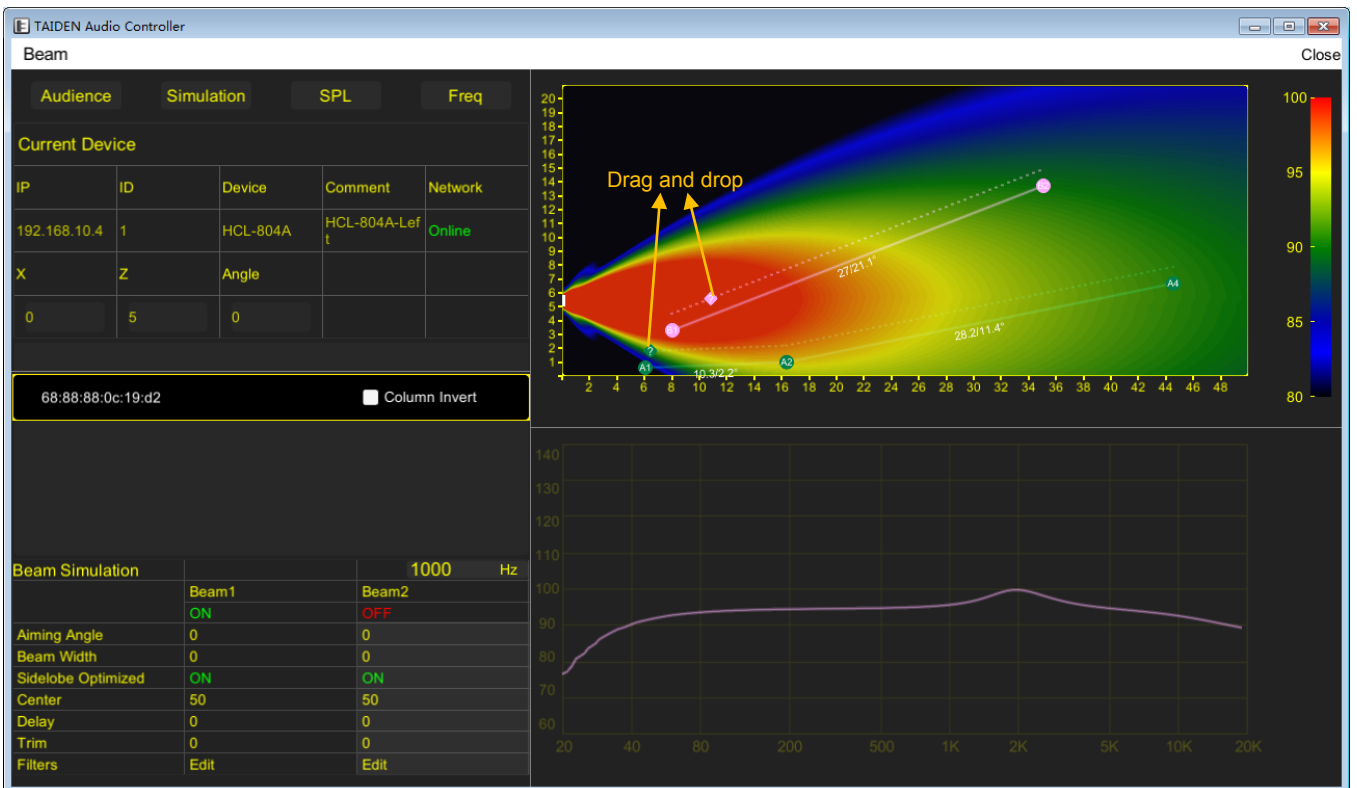 TAIDEN Audio Controller
Beam Close
Audience Simulation SPL Freq
Current Device
IP ID Device Comment Network
192.168.10.4 1 HCL-804A HCL-804A-Lef
t
Online
X Z Angle
0 5 0
68:88:88:0c:19:d2 Column Invert
Beam Simulation 1000 Hz
Beam1 Beam2
ON OFF
Aiming Angle 0 0
Beam Width 0 0
Sidelobe Optimized ON ON
Center 50 50
Delay 0 0
Trim 0 0
Filters Edit Edit
20
19
18
17
16
15
14
13
12
11
10
9
8
7
6
5
4
3
2
1
Drag and drop
27/21.1°
28.2/11.4°
10.3/2.2°
?
B1
A4
?
A1
A2
2 4 6 8 10 12 14 16 18 20 22 24 26 28 30 32 34 36 38 40 42 44 46 48
100
95
90
85
80
140
130
120
110
100
90
80
70
60
20 40 80 200 500 1K 2K 5K 10K 20K